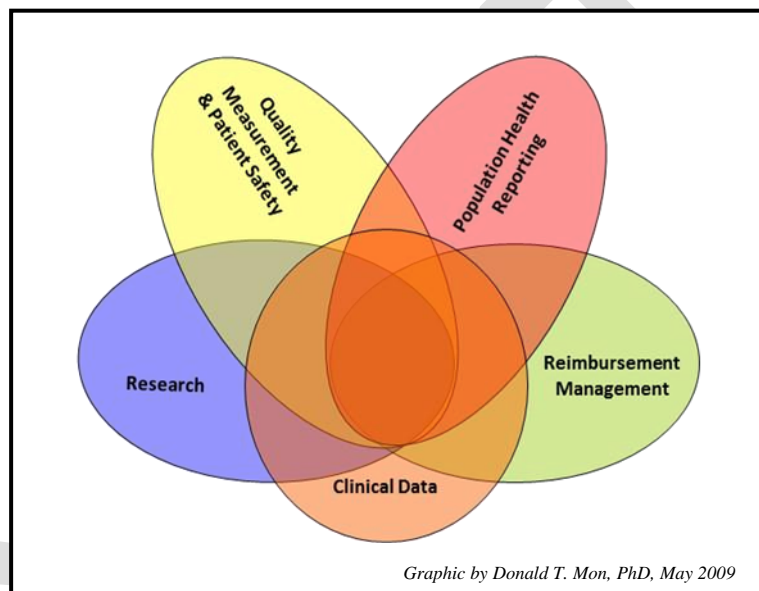 Quality
Measurement
& Patient Safety
Population Health
Reporting
Research
Reimbursement
Management
Clinical Data
Graphic by Donald T. Mon, PhD, May 2009